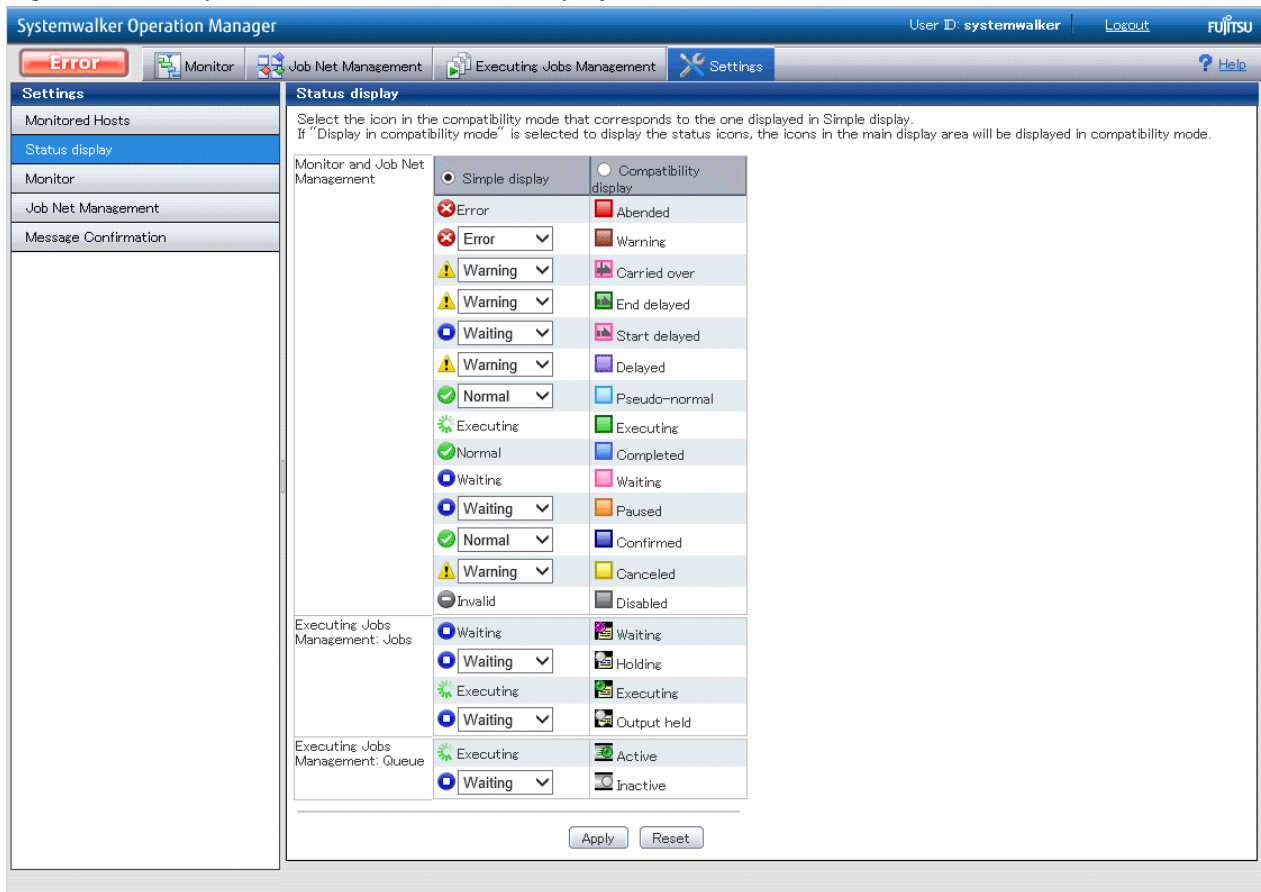 Systemwalker Operation Manager
User ID: systemwalker
Logout
FUJITSU
Error
Monitor
Job Net Management
Executing Jobs Management
Settings
? Help
Settings
Monitored Hosts
Status display
Monitor
Job Net Management
Message Confirmation
Status display
Select the icon in the compatibility mode that corresponds to the one displayed in Simple display.
If "Display in compatibility mode" is selected to display the status icons, the icons in the main display area will be displayed in compatibility mode.
Monitor and Job Net
Management
Simple display
Compatibility
display
Error
Abended
Error
Warning
Warning
Carried over
Warning
End delayed
Waiting
Start delayed
Warning
Delayed
Normal
Pseudo-normal
Executing
Executing
Normal
Completed
Waiting
Waiting
Waiting
Paused
Normal
Confirmed
Warning
Canceled
Invalid
Disabled
Executing Jobs
Management: Jobs
Waiting
Waiting
Waiting
Holding
Executing
Executing
Waiting
Output held
Executing Jobs
Management: Queue
Executing
Active
Waiting
Inactive
Apply
Reset